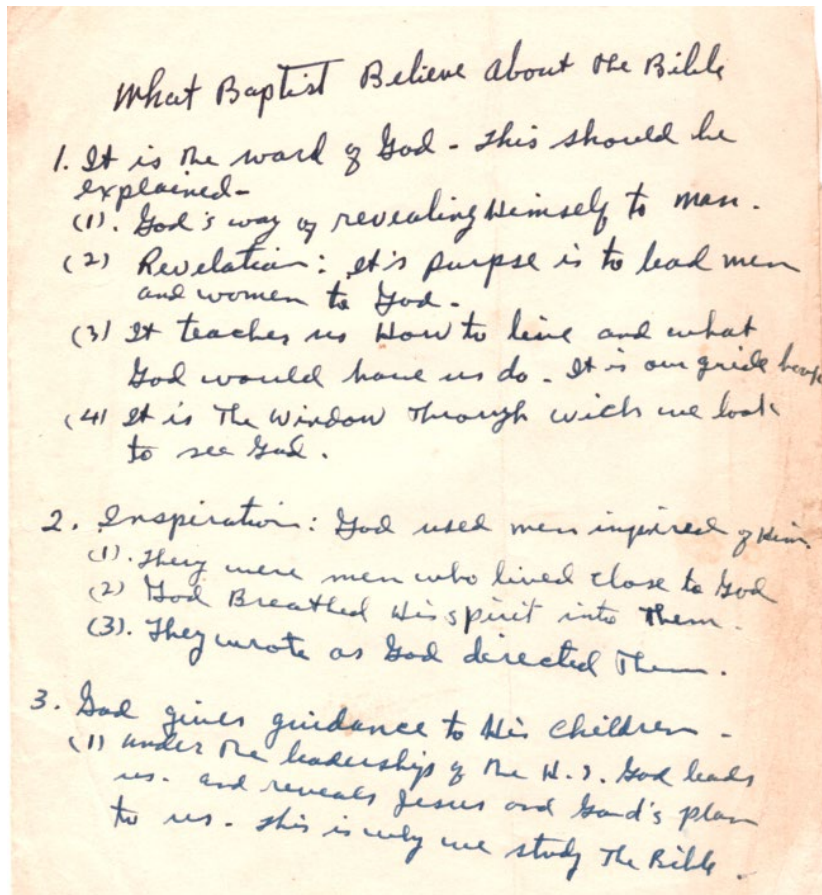 What Baptist Believe about the Bible
1. It is the word of God - This should be
explained -
(1). God's way of revealing Himself to man.
(2) Revelation: It's purpse is to lead men
and women to God.
(3) It teaches us How to live and what
God would have us do - It is our gride
(4) It is The Window Through wich we look
to see God.
2. Inspiration: God used men inpired of Him.
(1). They were men who lived close to God
(2) God Breathed His spirit into Them.
(3). They wrote as God directed Them.
3. God gives guidance to His children -
(1) under the leaderships of the H.S. God leads
us. and reveals Jesus and God's plan
to us - This is why we study The Bible.